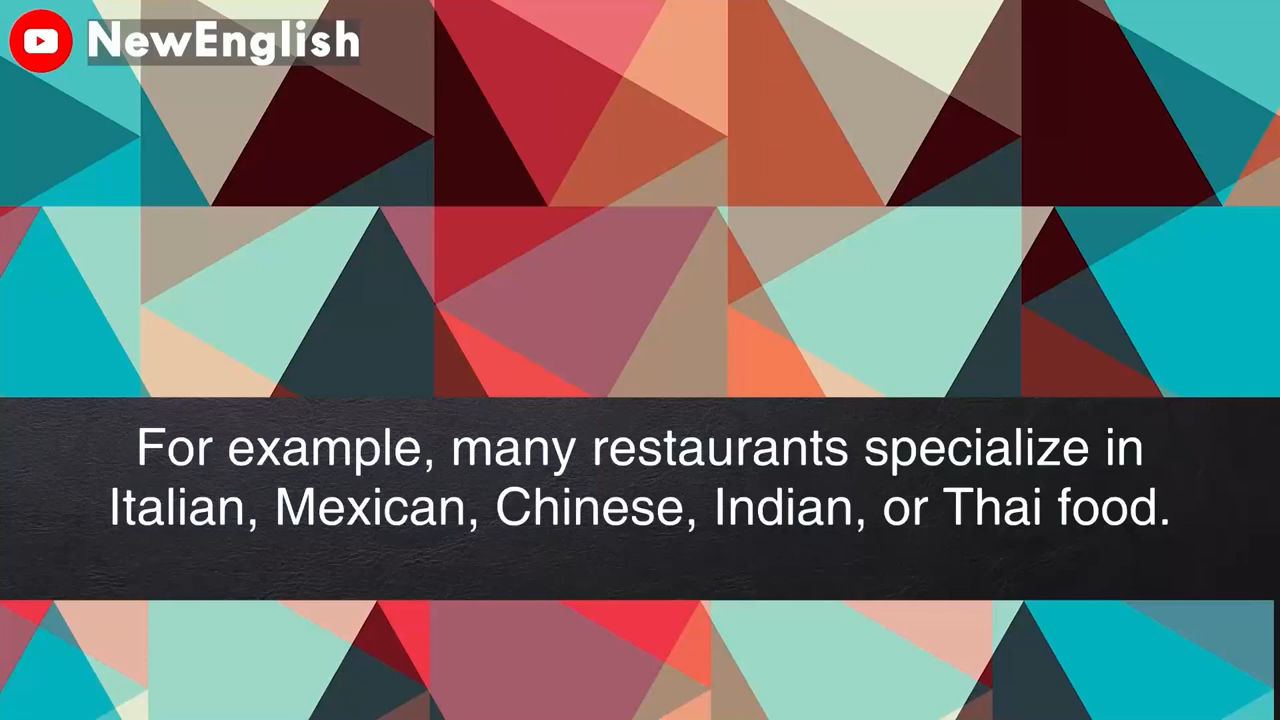 NewEnglish
For example, many restaurants specialize in
Italian, Mexican, Chinese, Indian, or Thai food.